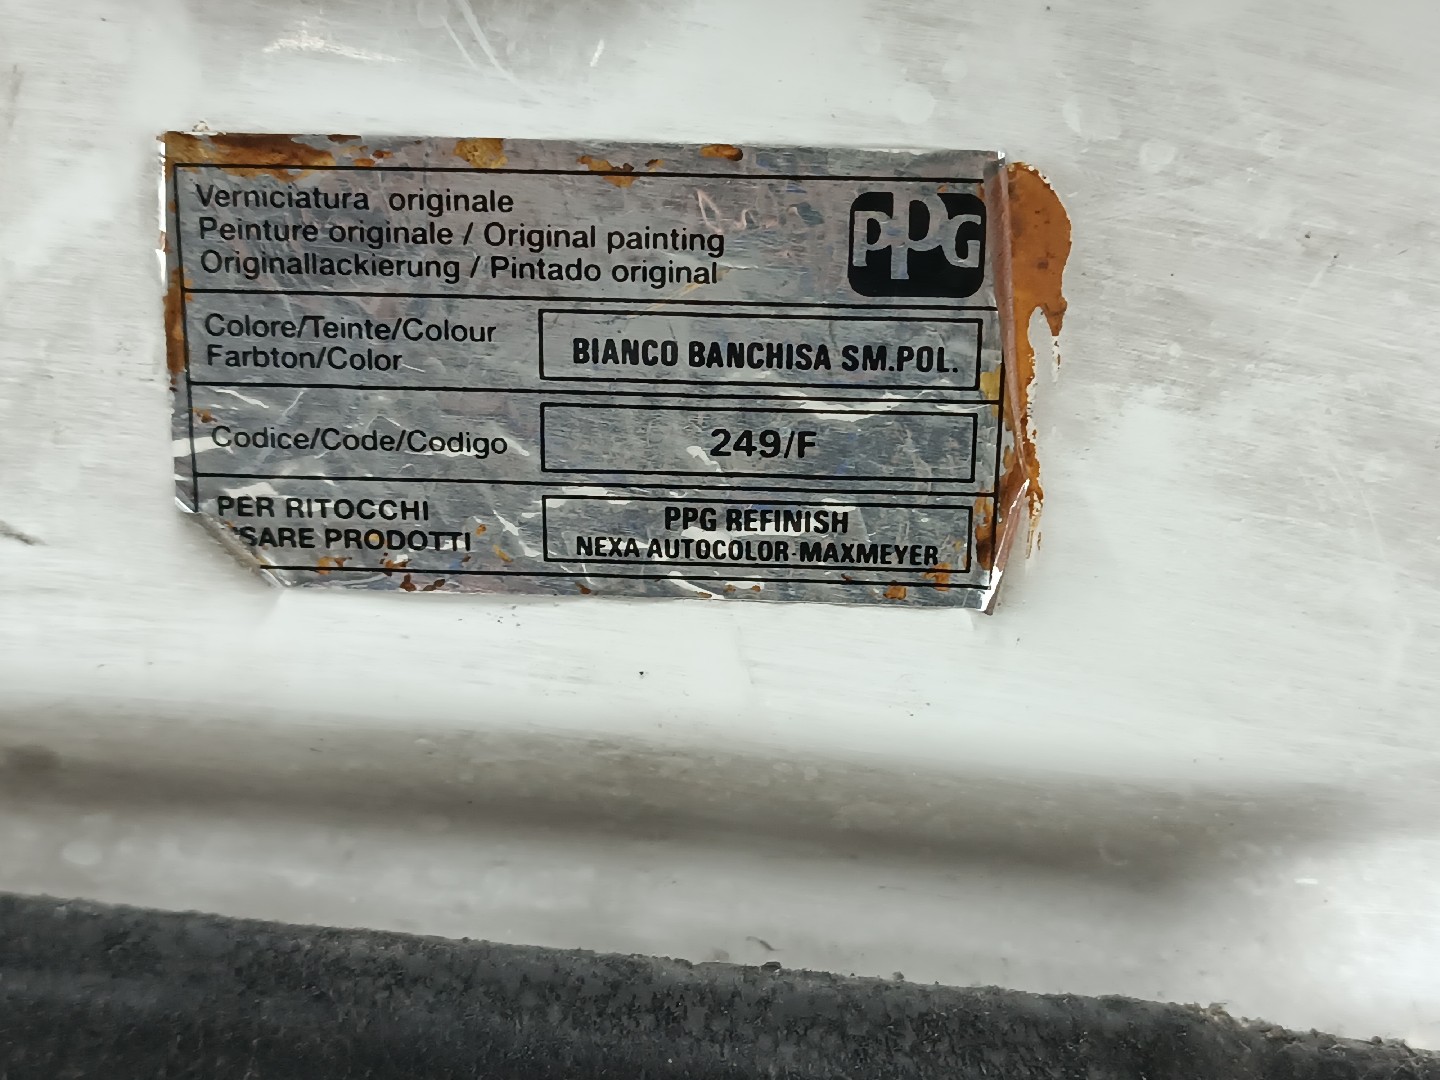 Verniciatura originale
Peinture originale / Original painting
Originallackierung / Pintado original
PPG
Colore/Teinte/Colour
Farbton/Color
BIANCO BANCHISA SM.POL.
Codice/Code/Codigo
249/F
PER RITOCCHI
SARE PRODOTTI
PPG REFINISH
NEXA AUTOCOLOR-MAXMEYER